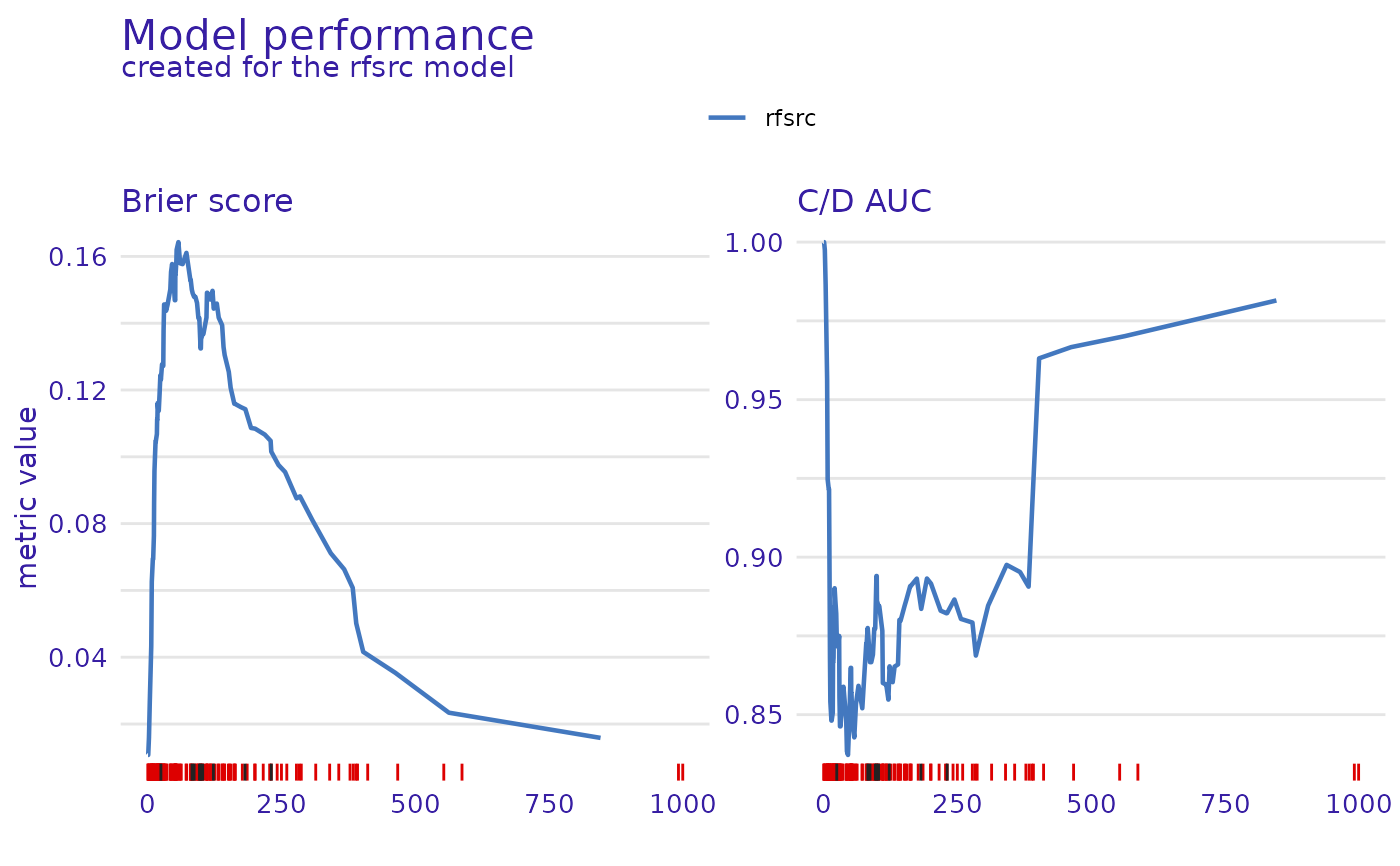 Model performance
created for the rfsrc model
rfsrc
Brier score
metric value
0.16
0.12
0.08
0.04
0 250 500 750 1000
C/D AUC
1.00
0.95
0.90
0.85
0 250 500 750 1000